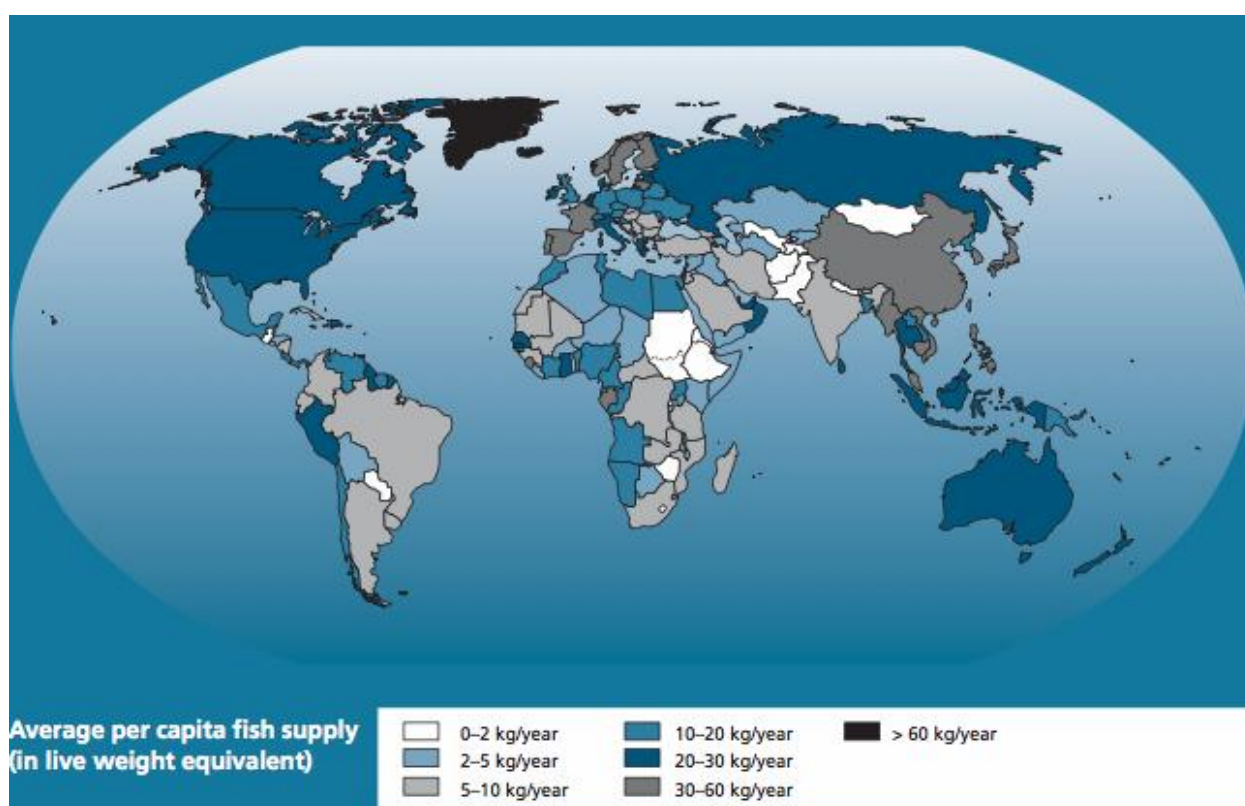 Average per capita fish supply
(in live weight equivalent)
0–2 kg/year
2–5 kg/year
5–10 kg/year
10–20 kg/year
20–30 kg/year
30–60 kg/year
> 60 kg/year